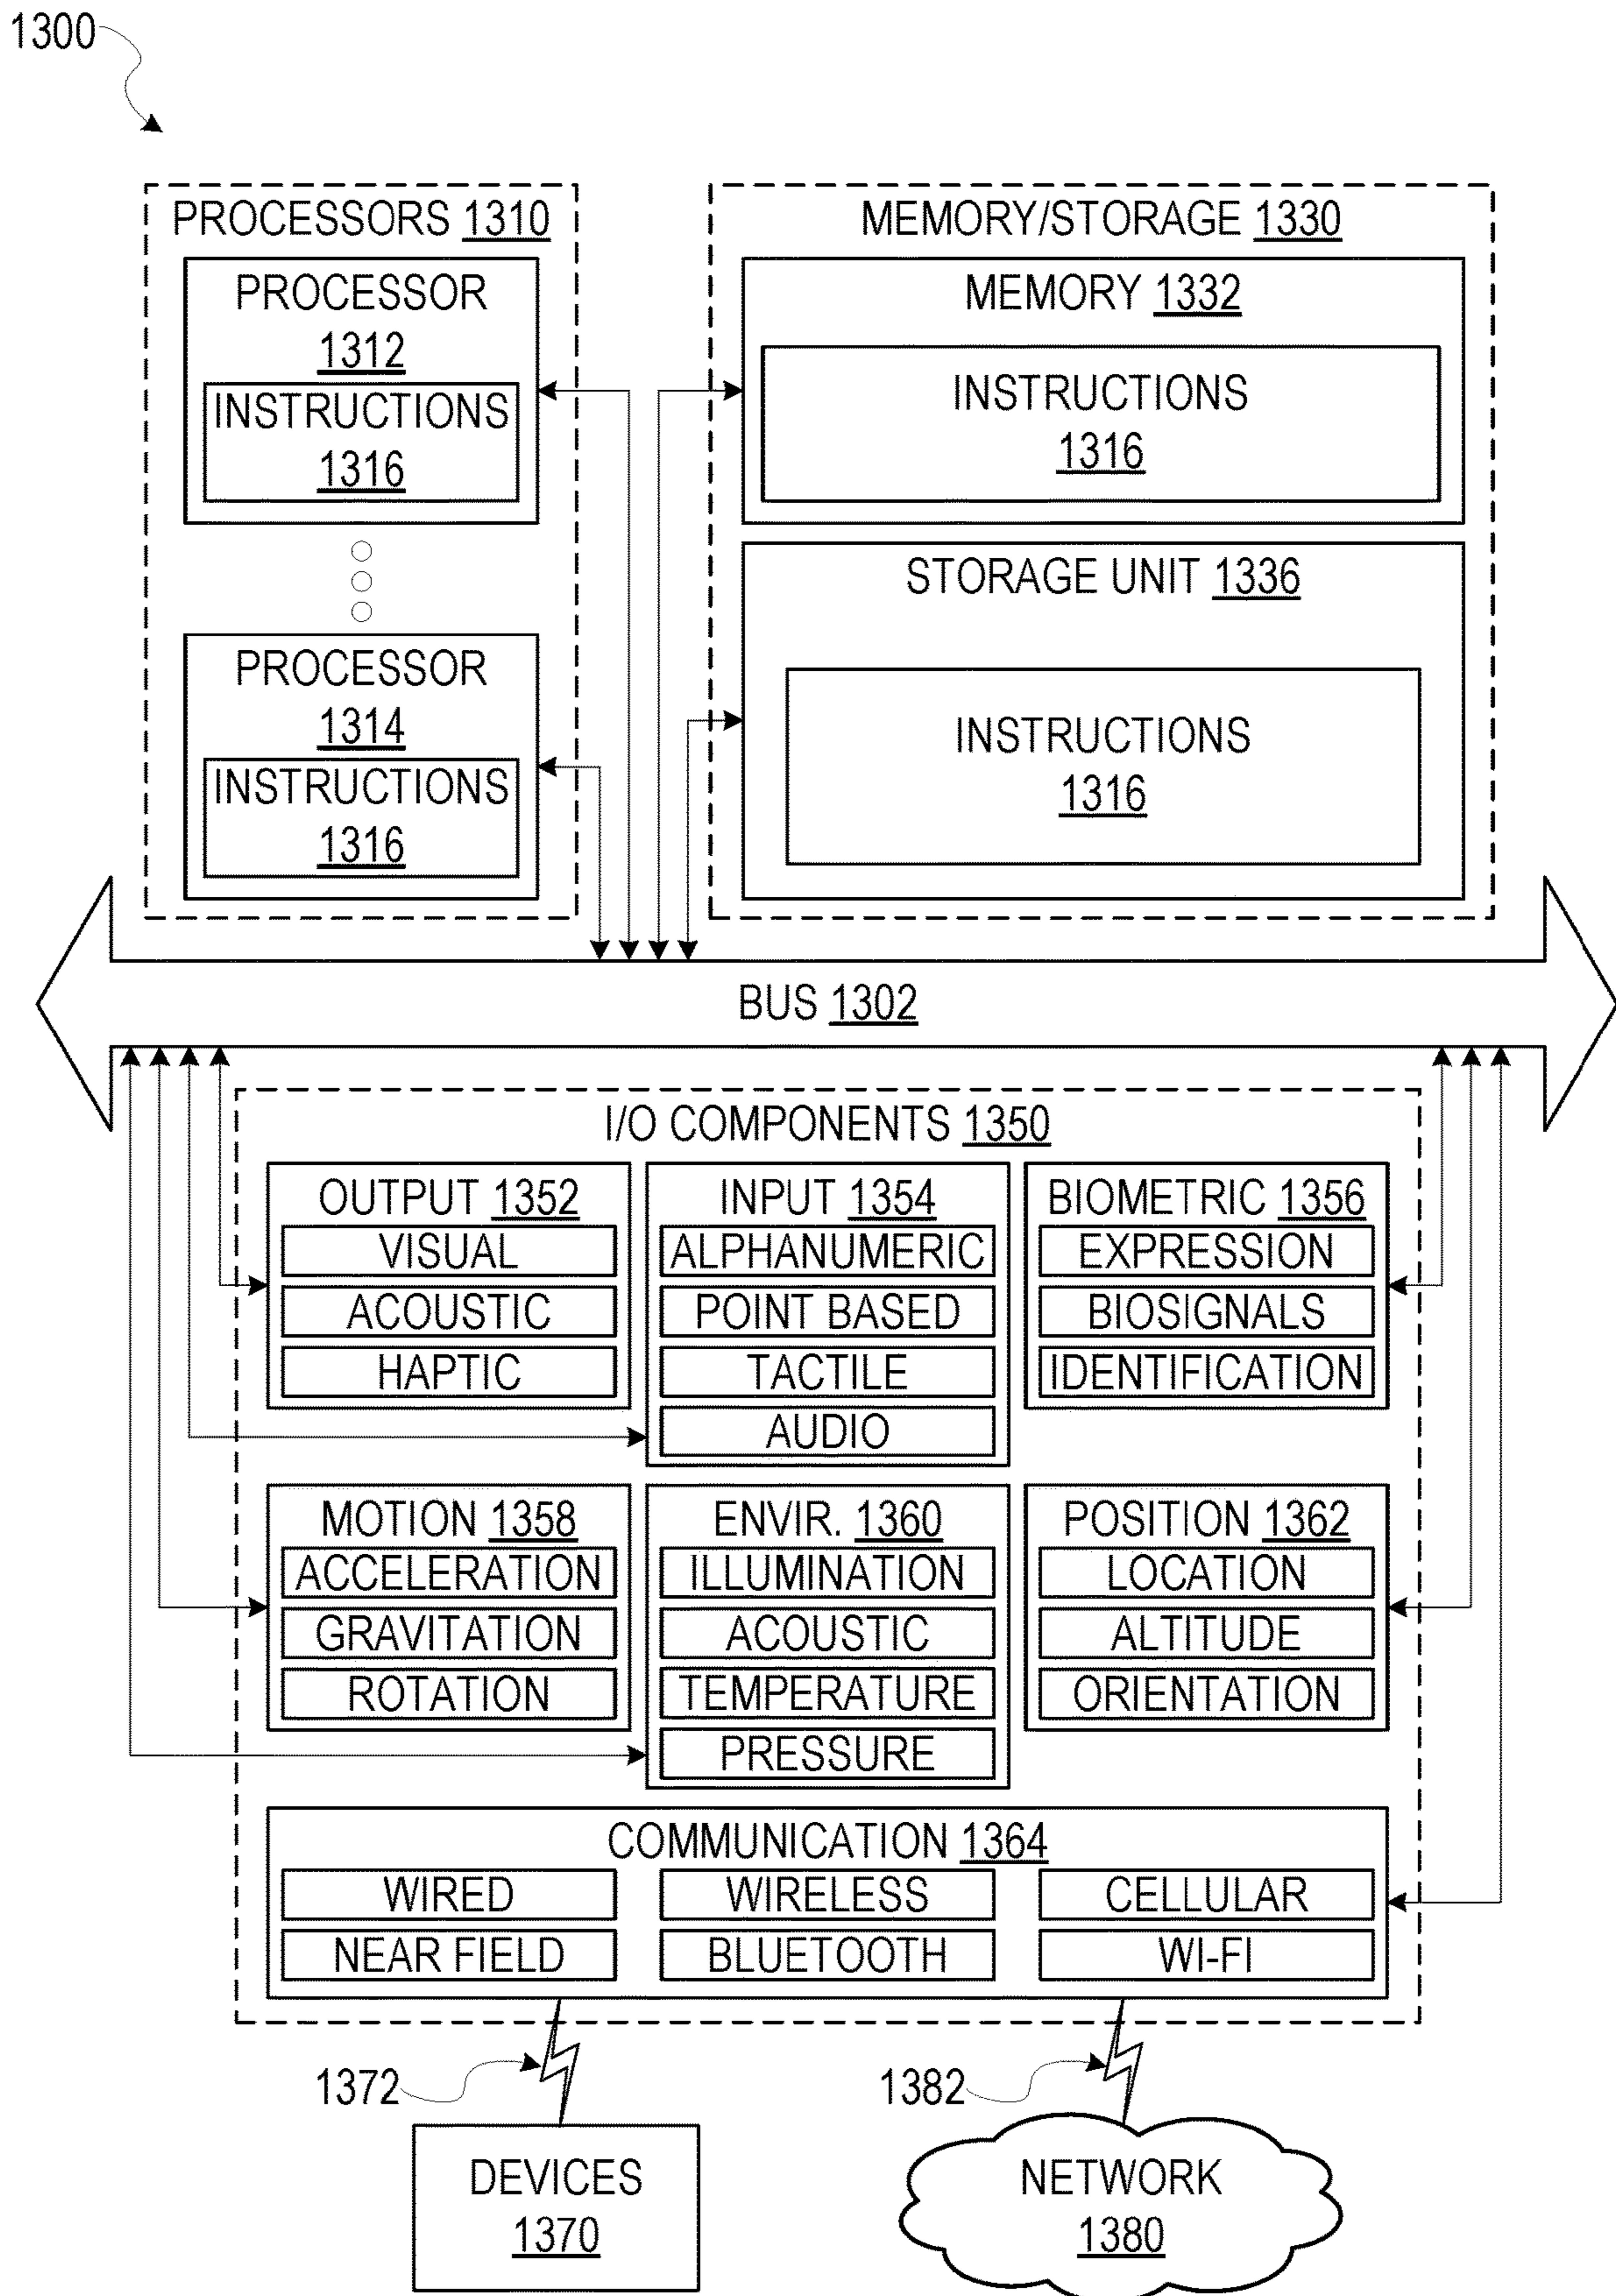 1300
PROCESSORS 1310
PROCESSOR
1312
INSTRUCTIONS
1316
PROCESSOR
1314
INSTRUCTIONS
1316
MEMORY/STORAGE 1330
MEMORY 1332
INSTRUCTIONS
1316
STORAGE UNIT 1336
INSTRUCTIONS
1316
BUS 1302
I/O COMPONENTS 1350
OUTPUT 1352
VISUAL
ACOUSTIC
HAPTIC
INPUT 1354
ALPHANUMERIC
POINT BASED
TACTILE
AUDIO
BIOMETRIC 1356
EXPRESSION
BIOSIGNALS
IDENTIFICATION
MOTION 1358
ACCELERATION
GRAVITATION
ROTATION
ENVIR. 1360
ILLUMINATION
ACOUSTIC
TEMPERATURE
PRESSURE
POSITION 1362
LOCATION
ALTITUDE
ORIENTATION
COMMUNICATION 1364
WIRED
WIRELESS
CELLULAR
NEAR FIELD
BLUETOOTH
WI-FI
1372
1382
DEVICES
1370
NETWORK
1380